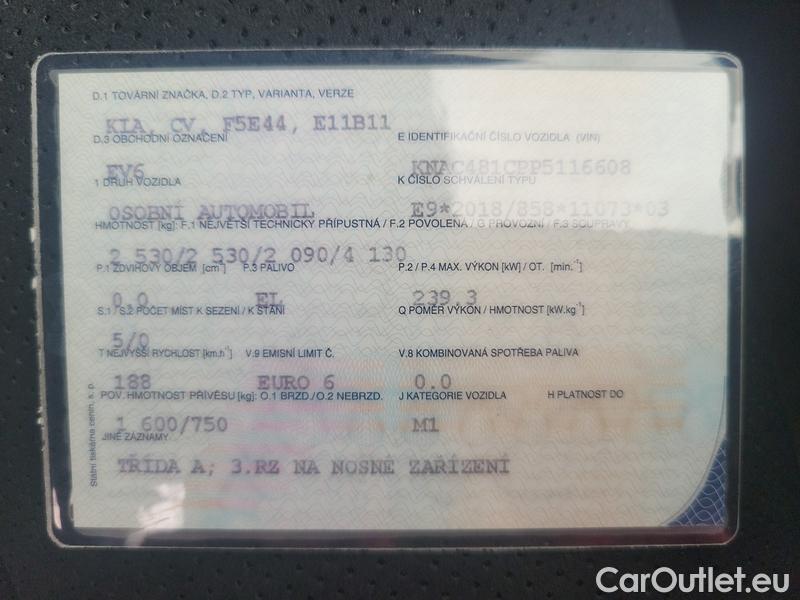 D.1 TOVÁRNÍ ZNAČKA, D.2 TYP, VARIANTA, VERZE
KIA, CV, F5E44, E11B11
D.3 OBCHODNÍ OZNAČENÍ E IDENTIFIKAČNÍ ČÍSLO VOZIDLA (VIN)
EV6 KNAC481CPP5116608
1 DRUH VOZIDLA K ČÍSLO SCHVÁLENÍ TYPU
OSOBNÍ AUTOMOBIL E9*2018/858*11073*03
HMOTNOST [kg]: F.1 NEJVĚTŠÍ TECHNICKY PŘÍPUSTNÁ / F.2 POVOLENÁ / G PROVOZNÍ / F.3 SOUPRAVY
2 530/2 530/2 090/4 130
P.1 ZDVIHOVÝ OBJEM [cm³] P.3 PALIVO P.2 / P.4 MAX. VÝKON [kW] / OT. [min.⁻¹]
0.0 EL 239.3
S.1 / S.2 POČET MÍST K SEZENÍ / K STÁNÍ Q POMĚR VÝKON / HMOTNOST [kW.kg⁻¹]
5/0
T NEJVYŠŠÍ RYCHLOST [km.h⁻¹] V.9 EMISNÍ LIMIT Č. V.8 KOMBINOVANÁ SPOTŘEBA PALIVA
188 EURO 6 0.0
POV. HMOTNOST PŘÍVĚSU [kg]: O.1 BRZD./O.2 NEBRZD. J KATEGORIE VOZIDLA H PLATNOST DO
1 600/750 M1
JINÉ ZÁZNAMY
TŘÍDA A; 3.RZ NA NOSNÉ ZAŘÍZENÍ
Státní tiskárna cenin, s. p.
CarOutlet.eu